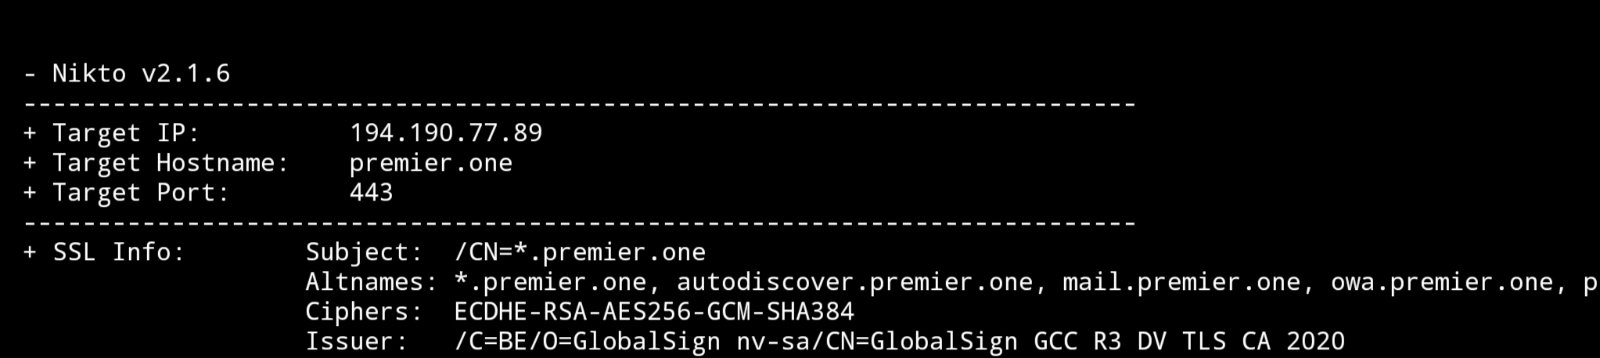 - Nikto v2.1.6
---------------------------------------------------------------------------
+ Target IP:          194.190.77.89
+ Target Hostname:    premier.one
+ Target Port:        443
---------------------------------------------------------------------------
+ SSL Info:        Subject:  /CN=*.premier.one
                   Altnames: *.premier.one, autodiscover.premier.one, mail.premier.one, owa.premier.one, p
                   Ciphers:  ECDHE-RSA-AES256-GCM-SHA384
                   Issuer:   /C=BE/O=GlobalSign nv-sa/CN=GlobalSign GCC R3 DV TLS CA 2020